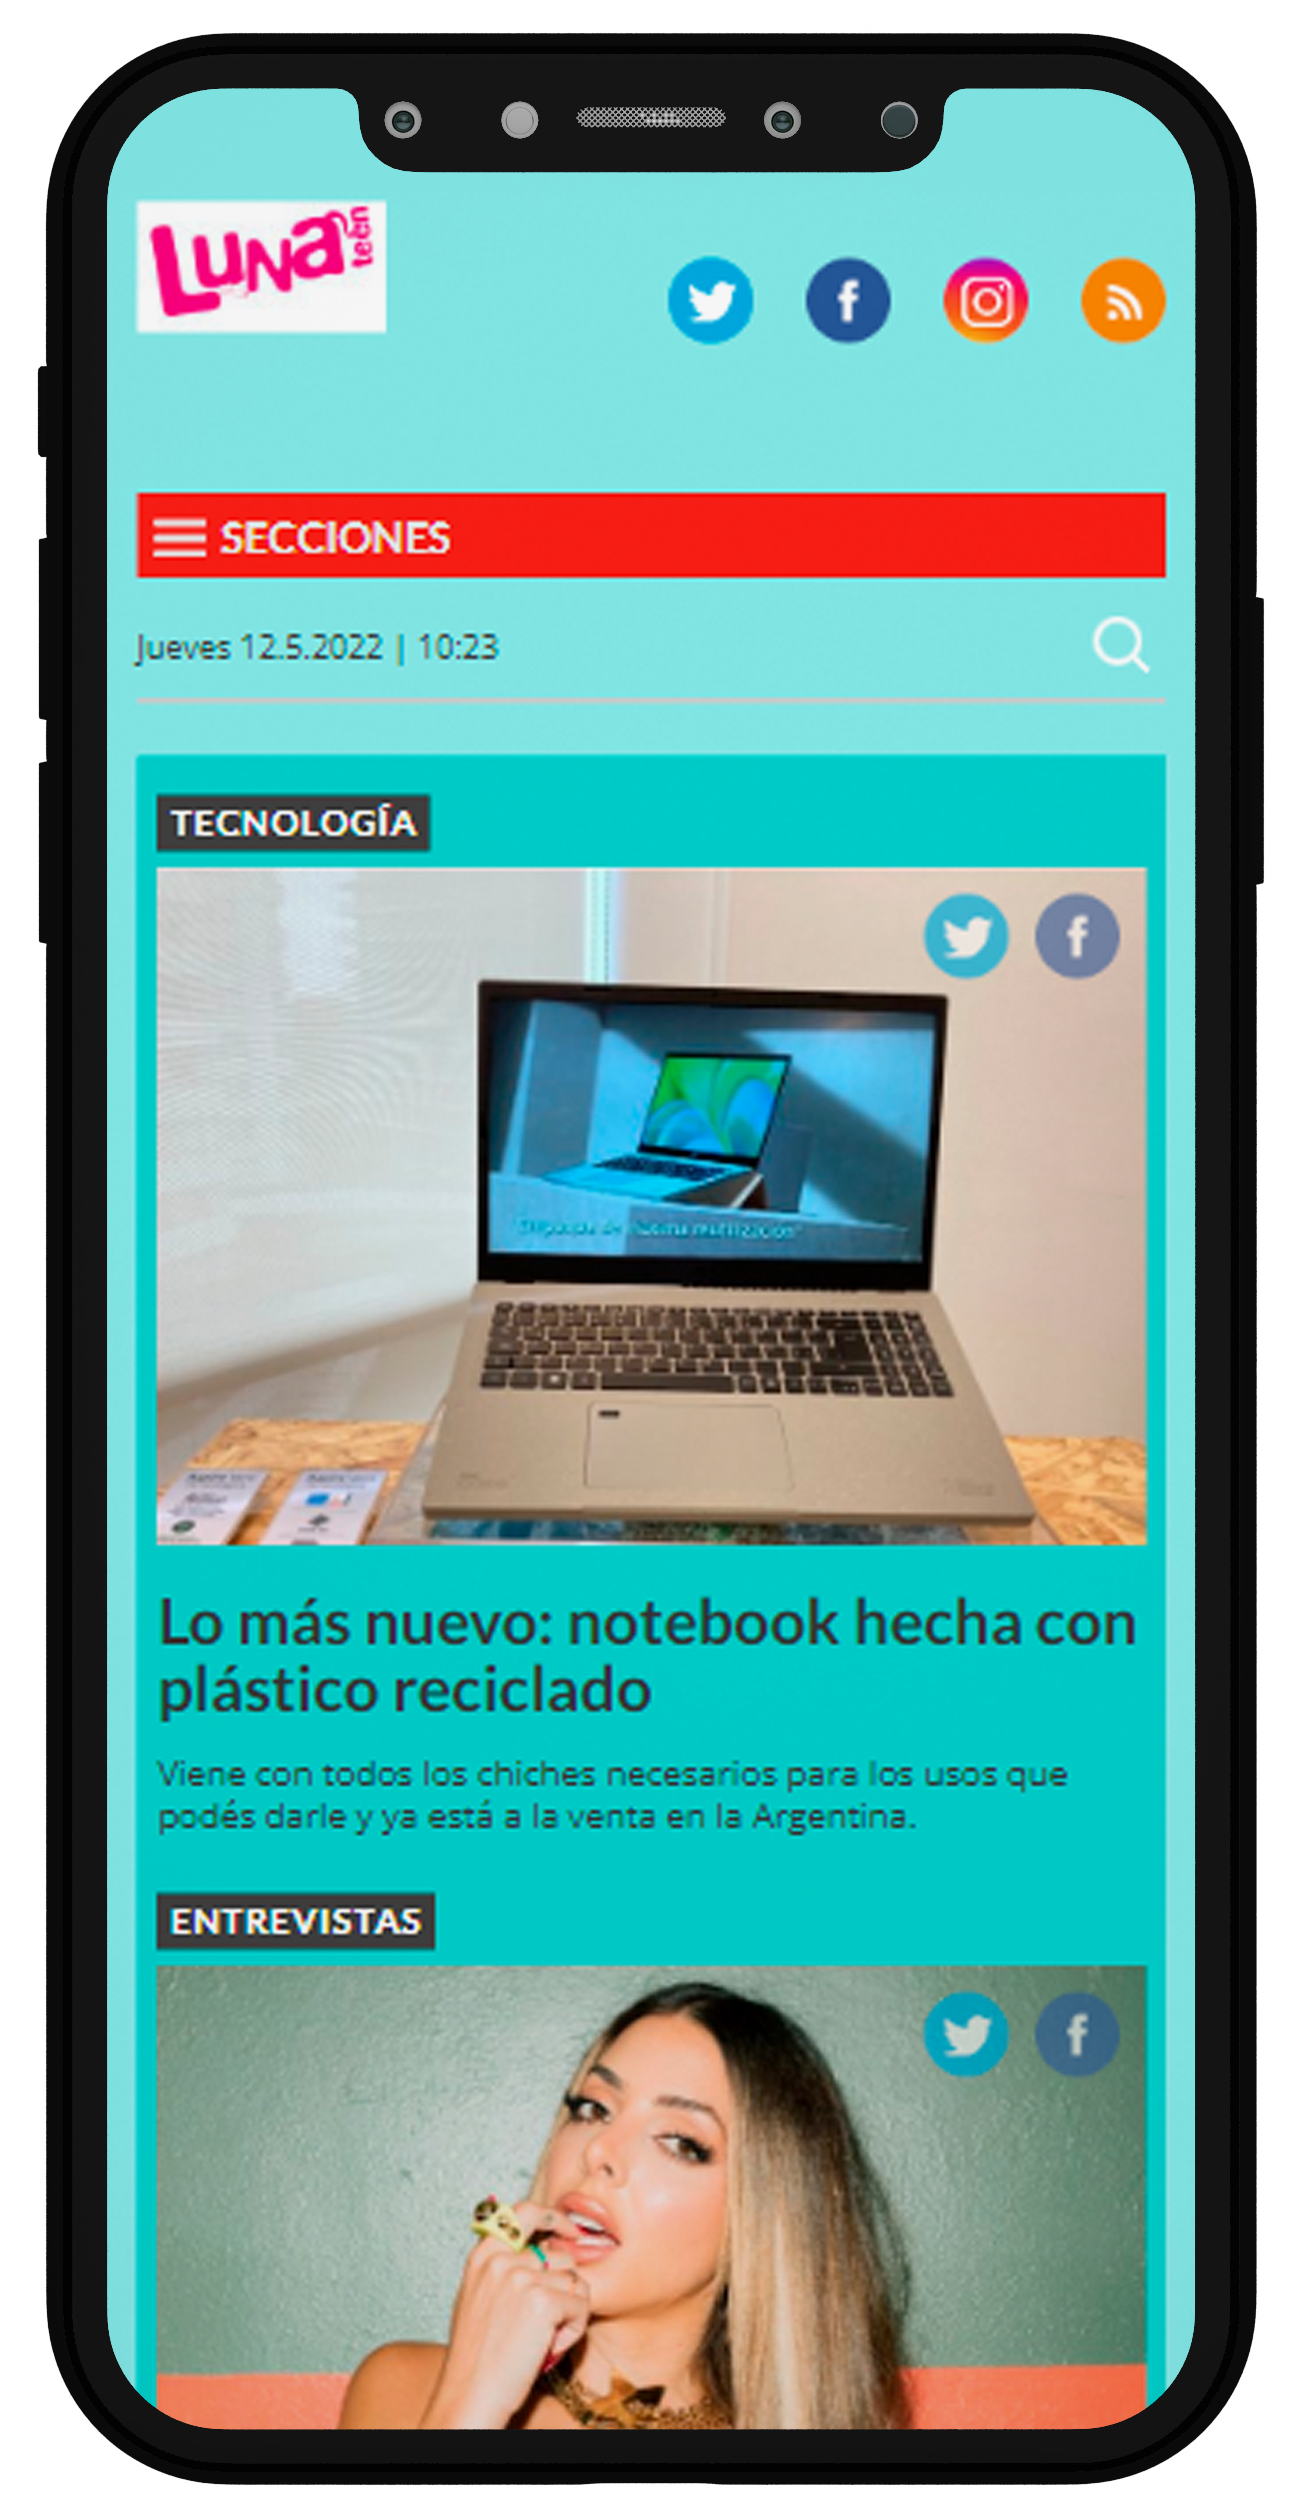 Luna teen
SECCIONES
Jueves 12.5.2022 | 10:23
TECNOLOGÍA
Lo más nuevo: notebook hecha con
plástico reciclado
Viene con todos los chiches necesarios para los usos que
podés darle y ya está a la venta en la Argentina.
ENTREVISTAS